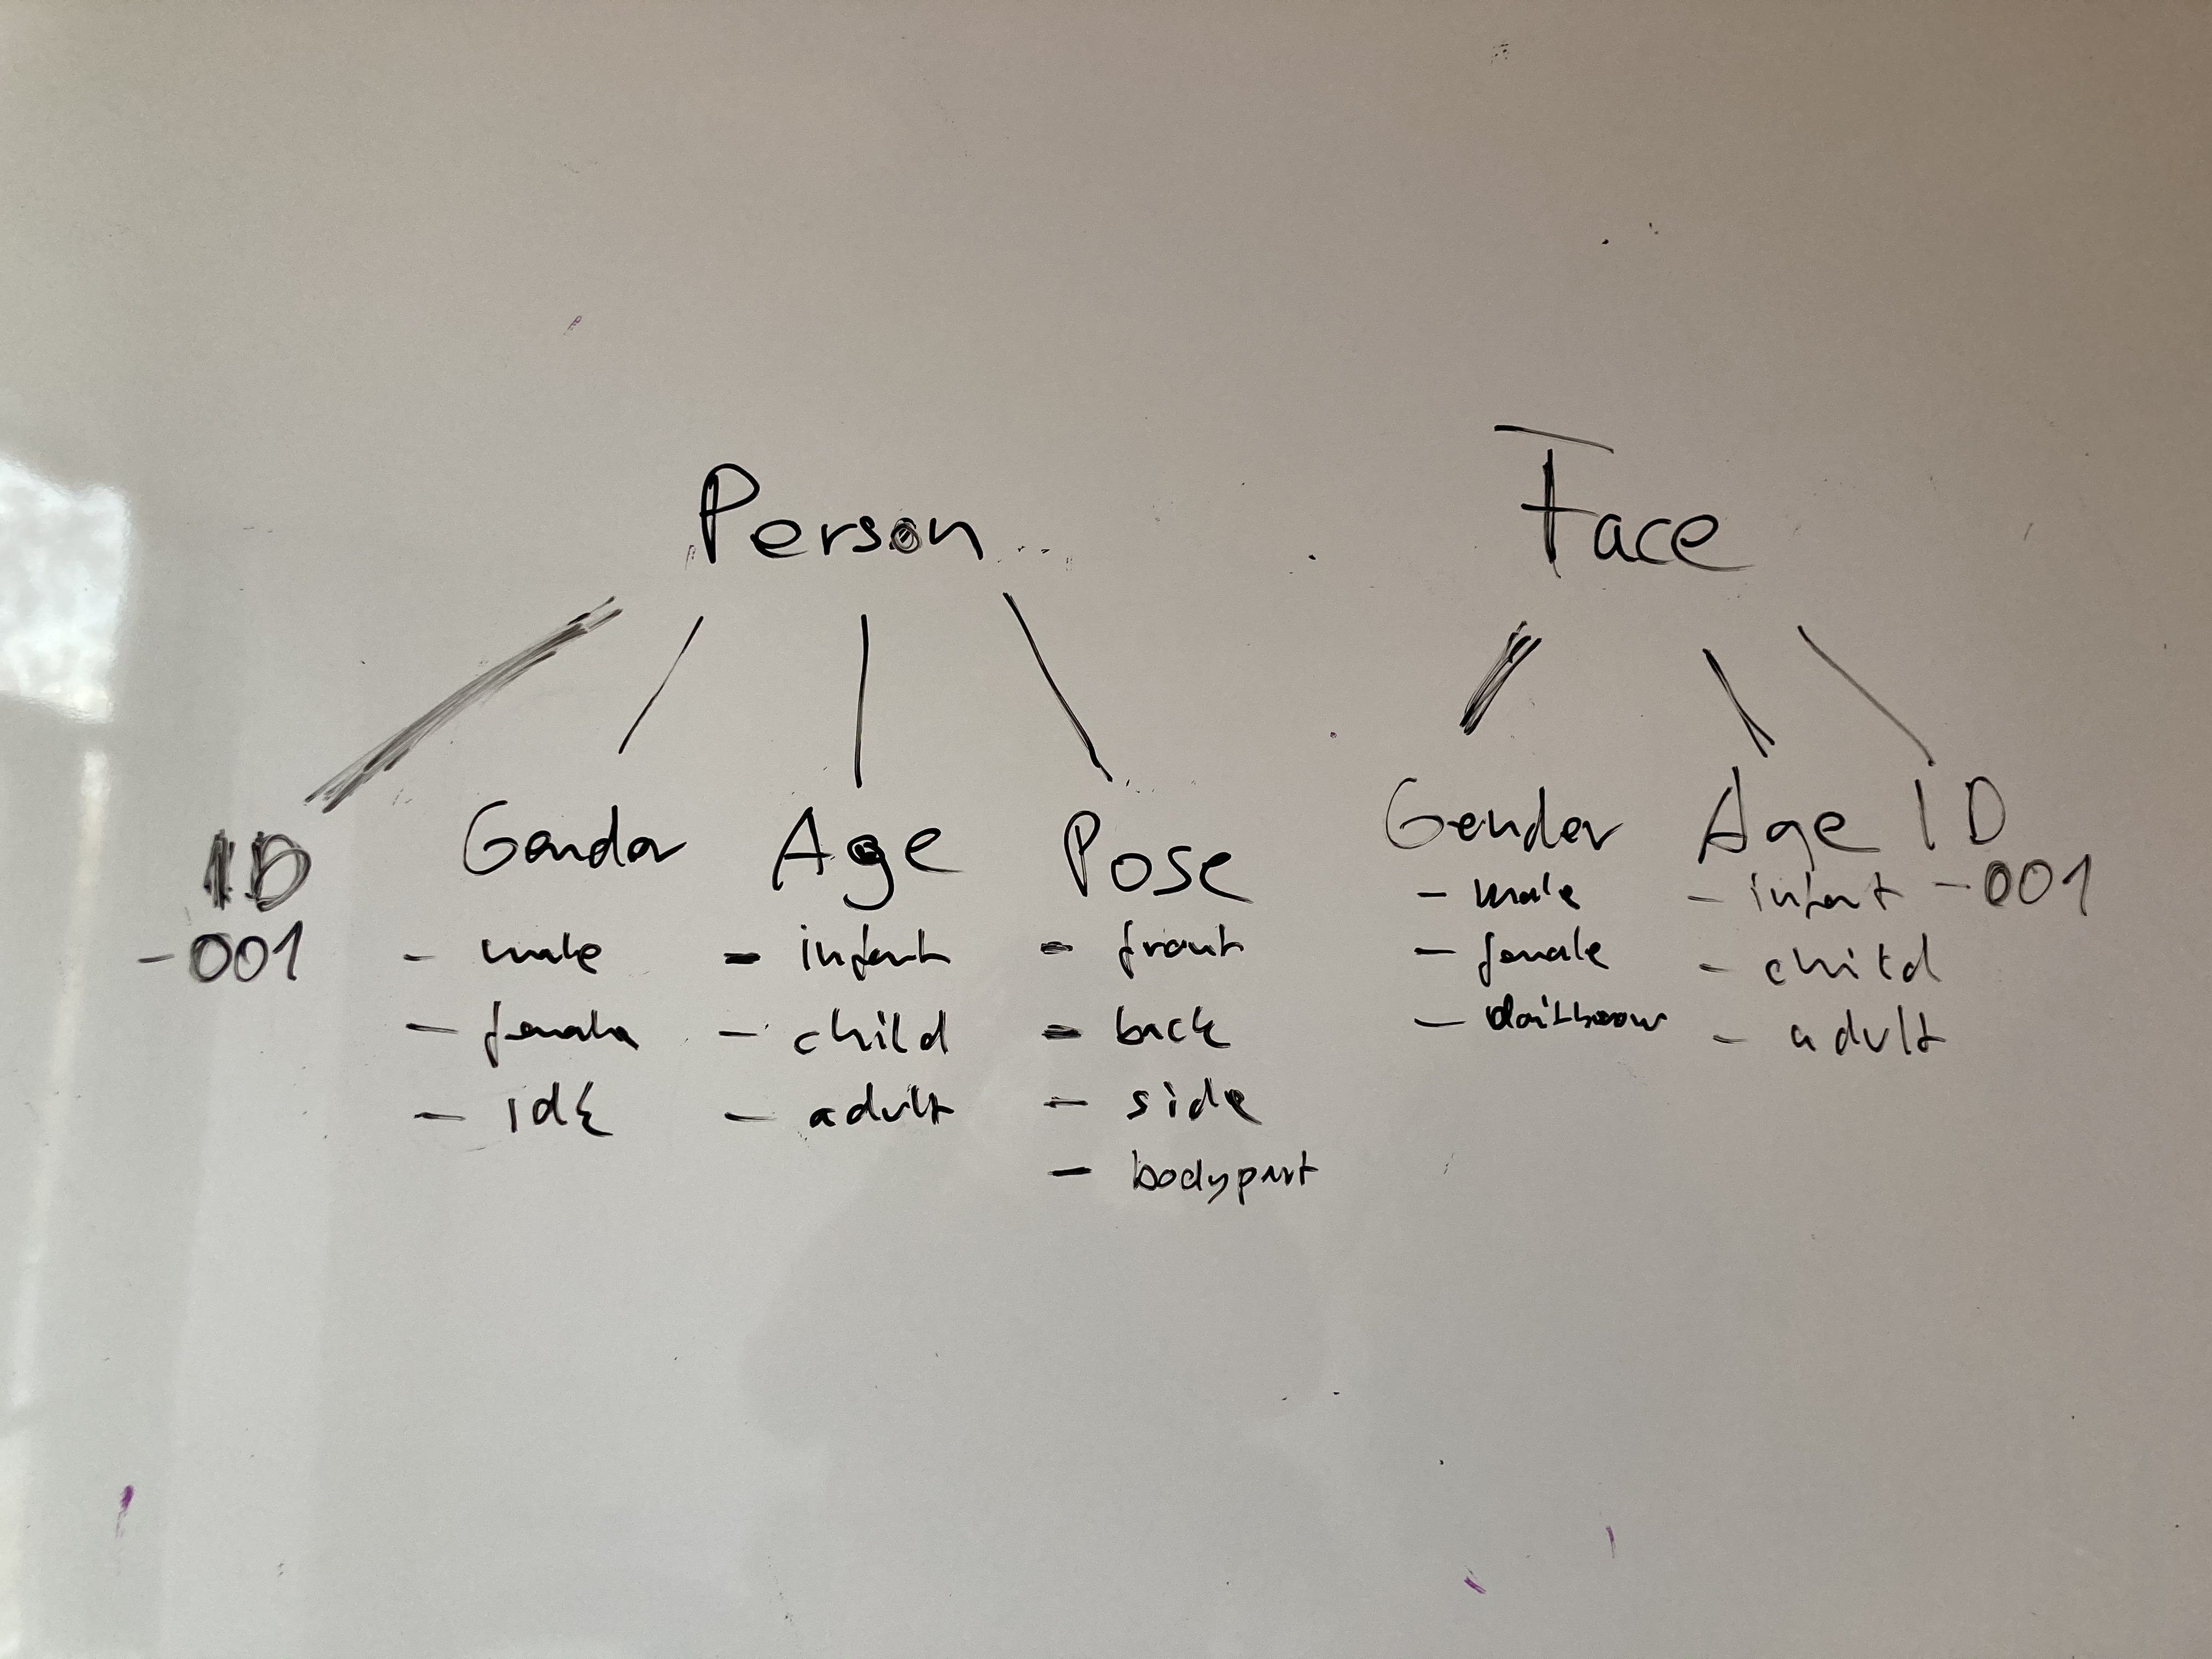 Person
ID
-001
Gender
- male
- female
- idk
Age
- infant
- child
- adult
Pose
- front
- back
- side
- bodypart
Face
Gender
- male
- female
Age
- infant
- child
- adult
ID
-001